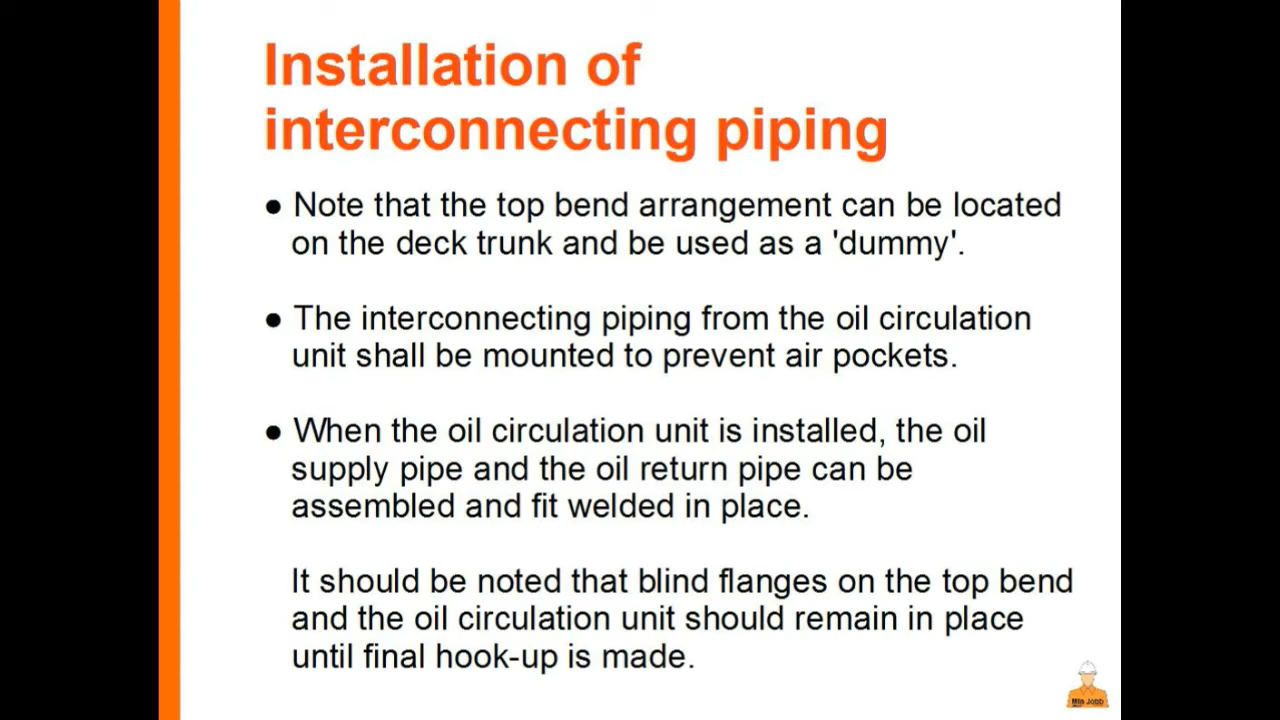 Installation of
interconnecting piping
● Note that the top bend arrangement can be located
on the deck trunk and be used as a 'dummy'.
● The interconnecting piping from the oil circulation
unit shall be mounted to prevent air pockets.
● When the oil circulation unit is installed, the oil
supply pipe and the oil return pipe can be
assembled and fit welded in place.
It should be noted that blind flanges on the top bend
and the oil circulation unit should remain in place
until final hook-up is made.